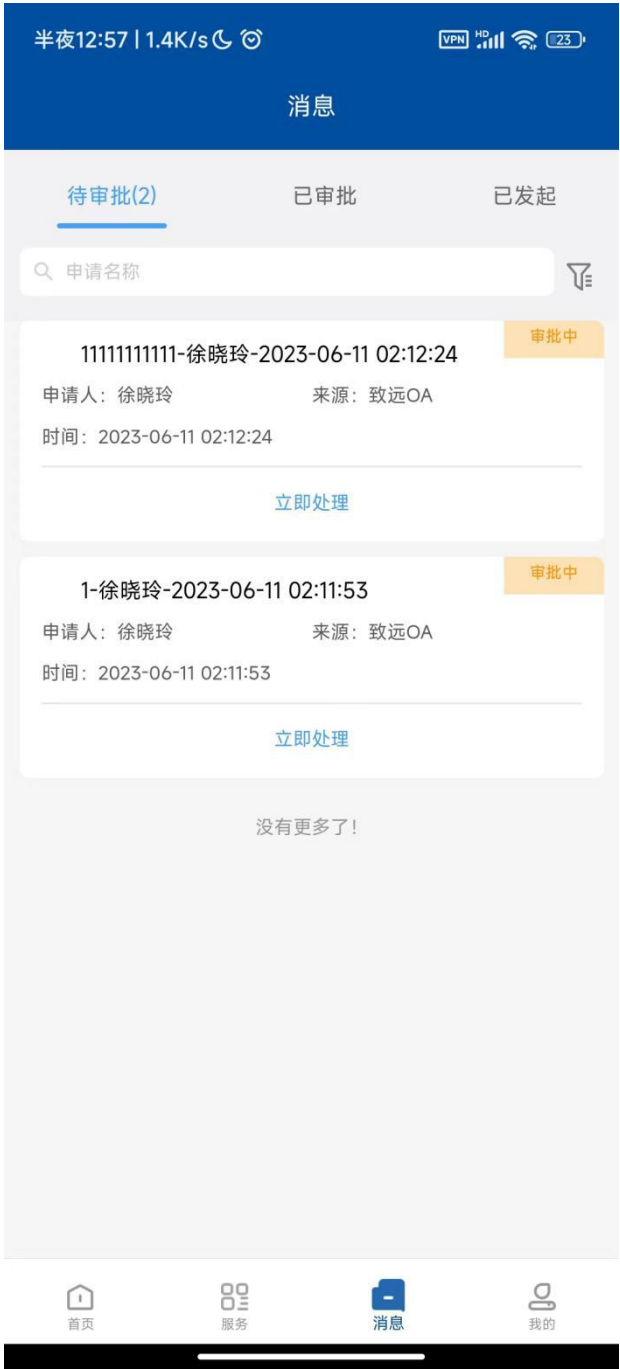 半夜12:57 | 1.4K/s
VPN HD 23
消息
待审批(2) 已审批 已发起
申请名称
审批中
11111111111-徐晓玲-2023-06-11 02:12:24
申请人：徐晓玲 来源：致远OA
时间：2023-06-11 02:12:24
立即处理
审批中
1-徐晓玲-2023-06-11 02:11:53
申请人：徐晓玲 来源：致远OA
时间：2023-06-11 02:11:53
立即处理
没有更多了！
首页 服务 消息 我的